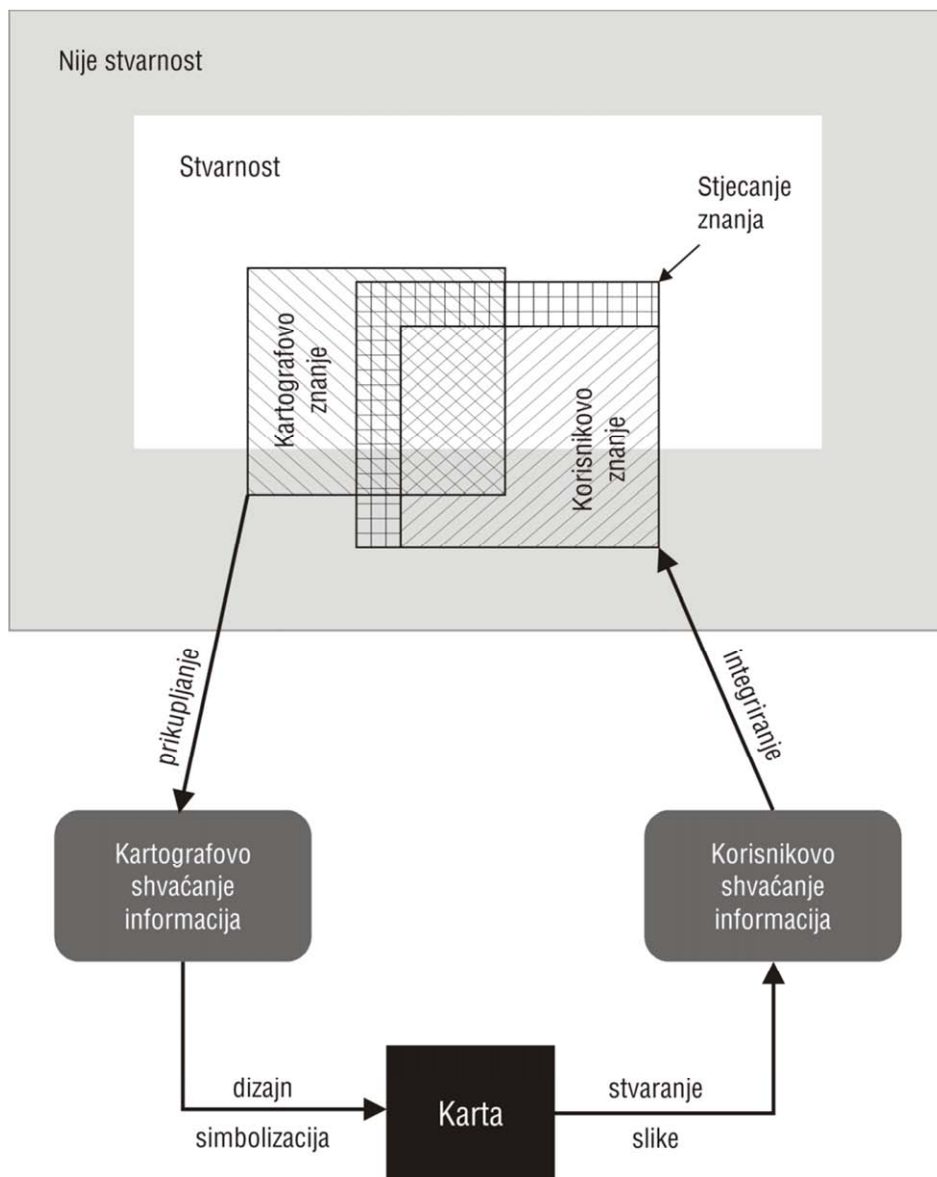 Nije stvarnost
Stvarnost
Stjecanje
znanja
Kartografovo
znanje
Korisnikovo
znanje
prikupljanje
integriranje
Kartografovo
shvaćanje
informacija
Korisnikovo
shvaćanje
informacija
dizajn
simbolizacija
Karta
stvaranje
slike